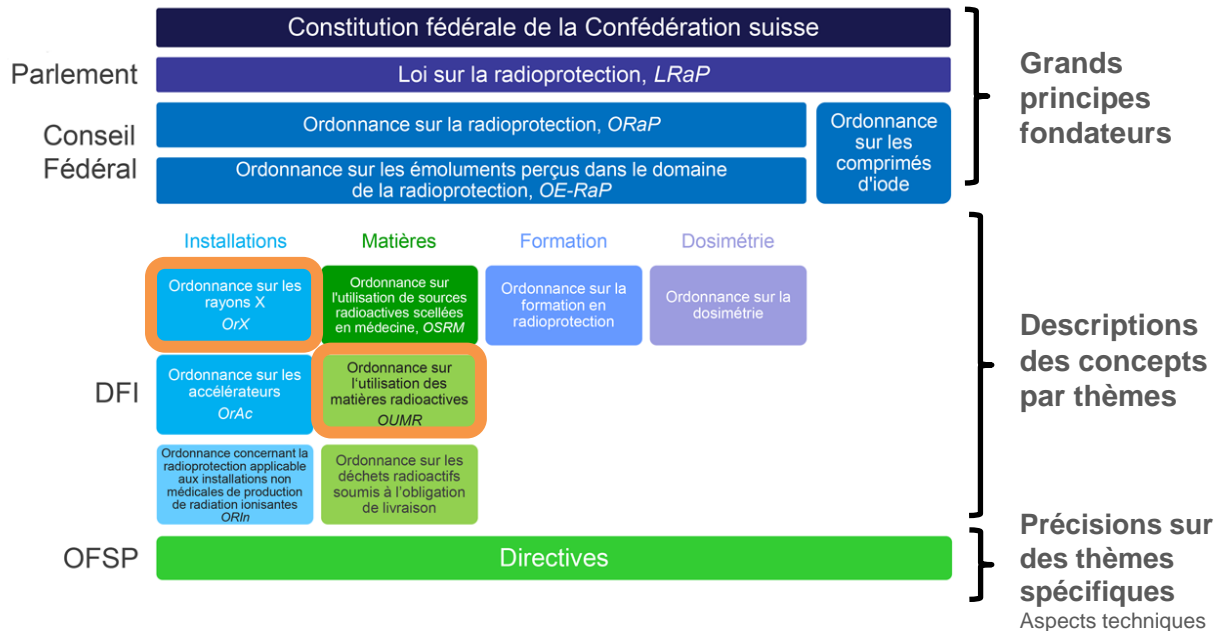 Constitution fédérale de la Confédération suisse
Parlement
Loi sur la radioprotection, LRaP
Conseil
Fédéral
Ordonnance sur la radioprotection, ORaP
Ordonnance sur les émoluments perçus dans le domaine
de la radioprotection, OE-RaP
Ordonnance
sur les
comprimés
d'iode
Grands
principes
fondateurs
Installations
Matières
Formation
Dosimétrie
DFI
Ordonnance sur les
rayons X
OrX
Ordonnance sur
l'utilisation de sources
radioactives scellées
en médecine, OSRM
Ordonnance sur la
formation en
radioprotection
Ordonnance sur la
dosimétrie
Ordonnance sur les
accélérateurs
OrAc
Ordonnance sur
l'utilisation des
matières radioactives
OUMR
Ordonnance concernant la
radioprotection applicable
aux installations non
médicales de production
de radiation ionisantes
ORIn
Ordonnance sur les
déchets radioactifs
soumis à l'obligation
de livraison
Descriptions
des concepts
par thèmes
OFSP
Directives
Précisions sur
des thèmes
spécifiques
Aspects techniques